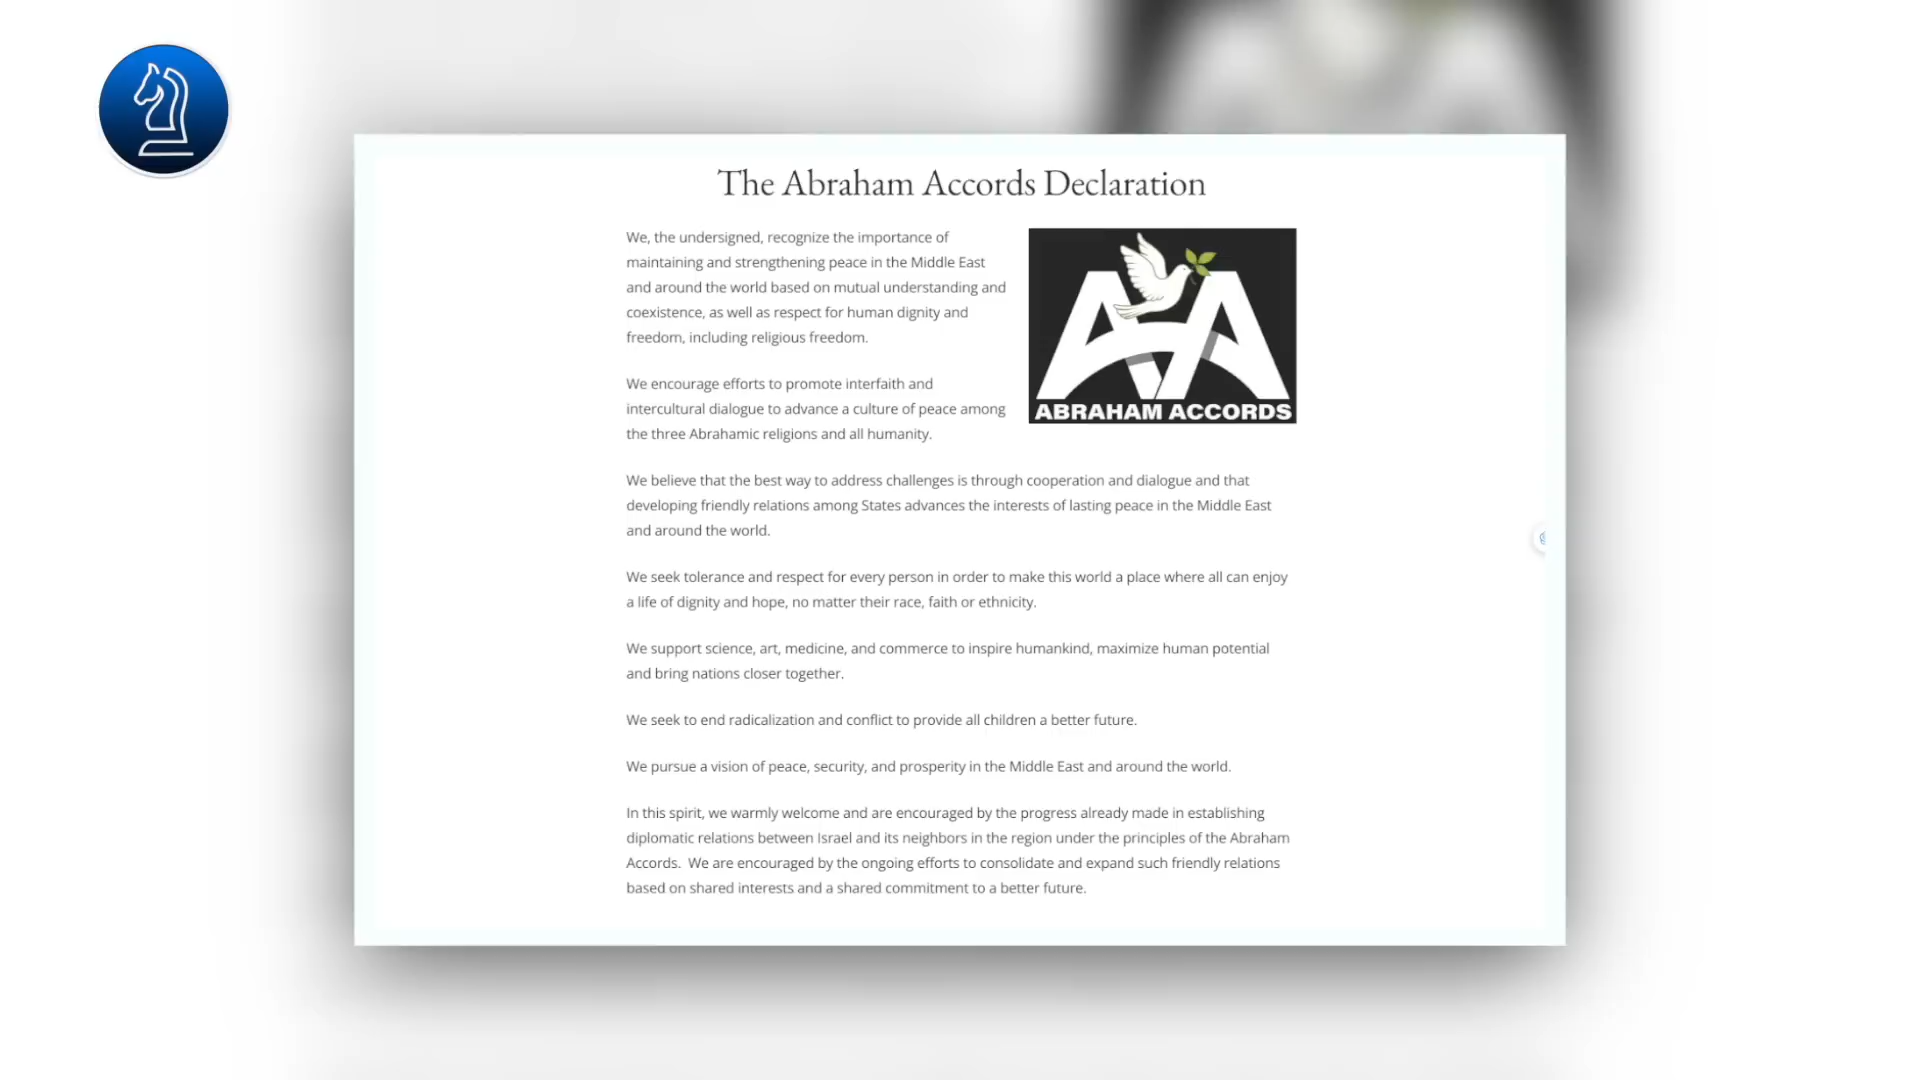 The Abraham Accords Declaration
We, the undersigned, recognize the importance of
maintaining and strengthening peace in the Middle East
and around the world based on mutual understanding and
coexistence, as well as respect for human dignity and
freedom, including religious freedom.
We encourage efforts to promote interfaith and
intercultural dialogue to advance a culture of peace among
the three Abrahamic religions and all humanity.
AA
ABRAHAM ACCORDS
We believe that the best way to address challenges is through cooperation and dialogue and that
developing friendly relations among States advances the interests of lasting peace in the Middle East
and around the world.
We seek tolerance and respect for every person in order to make this world a place where all can enjoy
a life of dignity and hope, no matter their race, faith or ethnicity.
We support science, art, medicine, and commerce to inspire humankind, maximize human potential
and bring nations closer together.
We seek to end radicalization and conflict to provide all children a better future.
We pursue a vision of peace, security, and prosperity in the Middle East and around the world.
In this spirit, we warmly welcome and are encouraged by the progress already made in establishing
diplomatic relations between Israel and its neighbors in the region under the principles of the Abraham
Accords.  We are encouraged by the ongoing efforts to consolidate and expand such friendly relations
based on shared interests and a shared commitment to a better future.